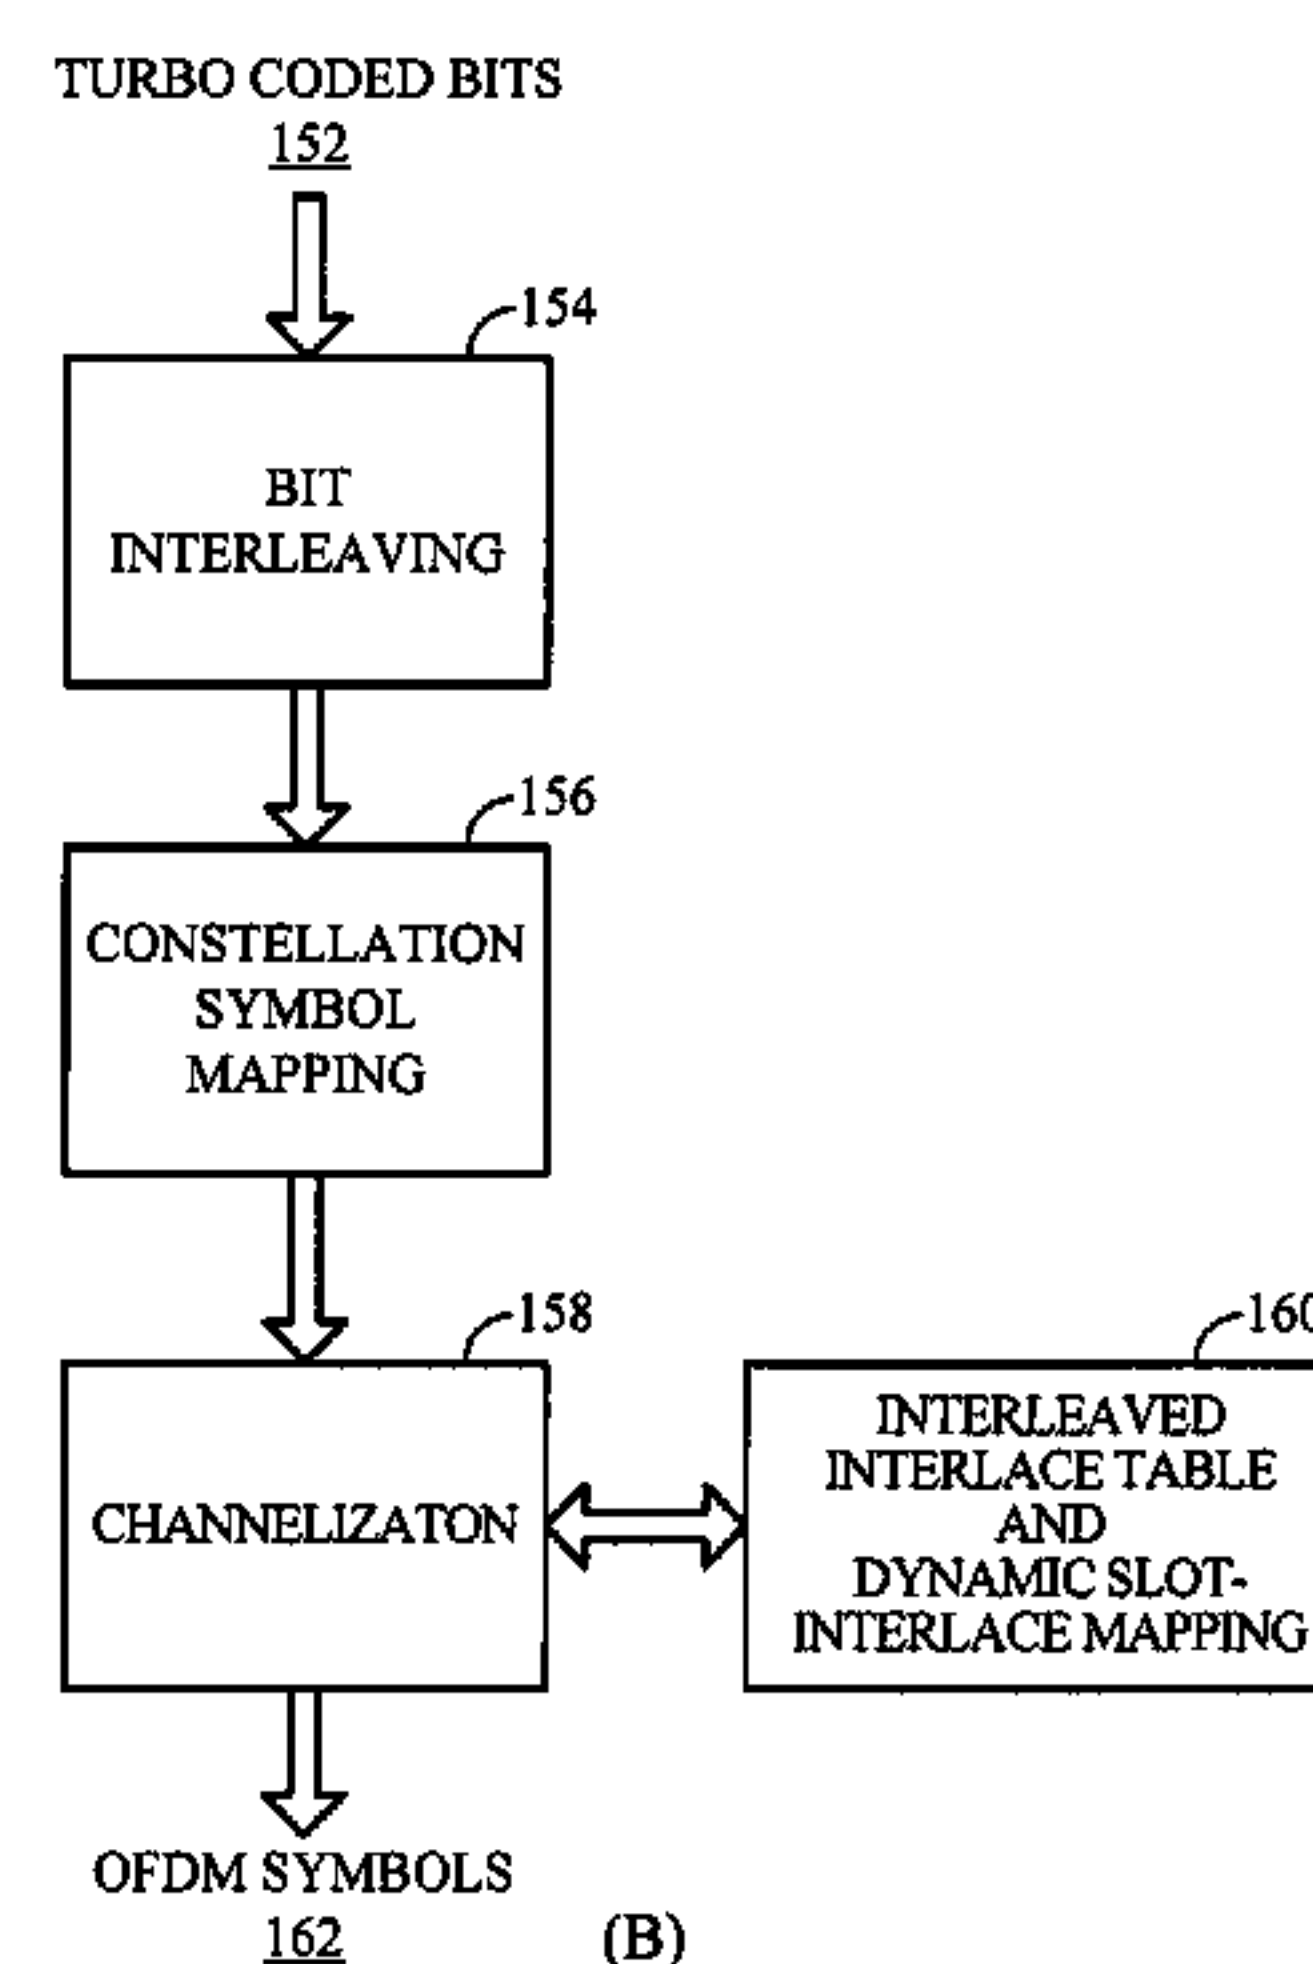 TURBO CODED BITS
152
154
BIT
INTERLEAVING
156
CONSTELLATION
SYMBOL
MAPPING
158
CHANNELIZATON
160
INTERLEAVED
INTERLACE TABLE
AND
DYNAMIC SLOT-
INTERLACE MAPPING
OFDM SYMBOLS
162
(B)